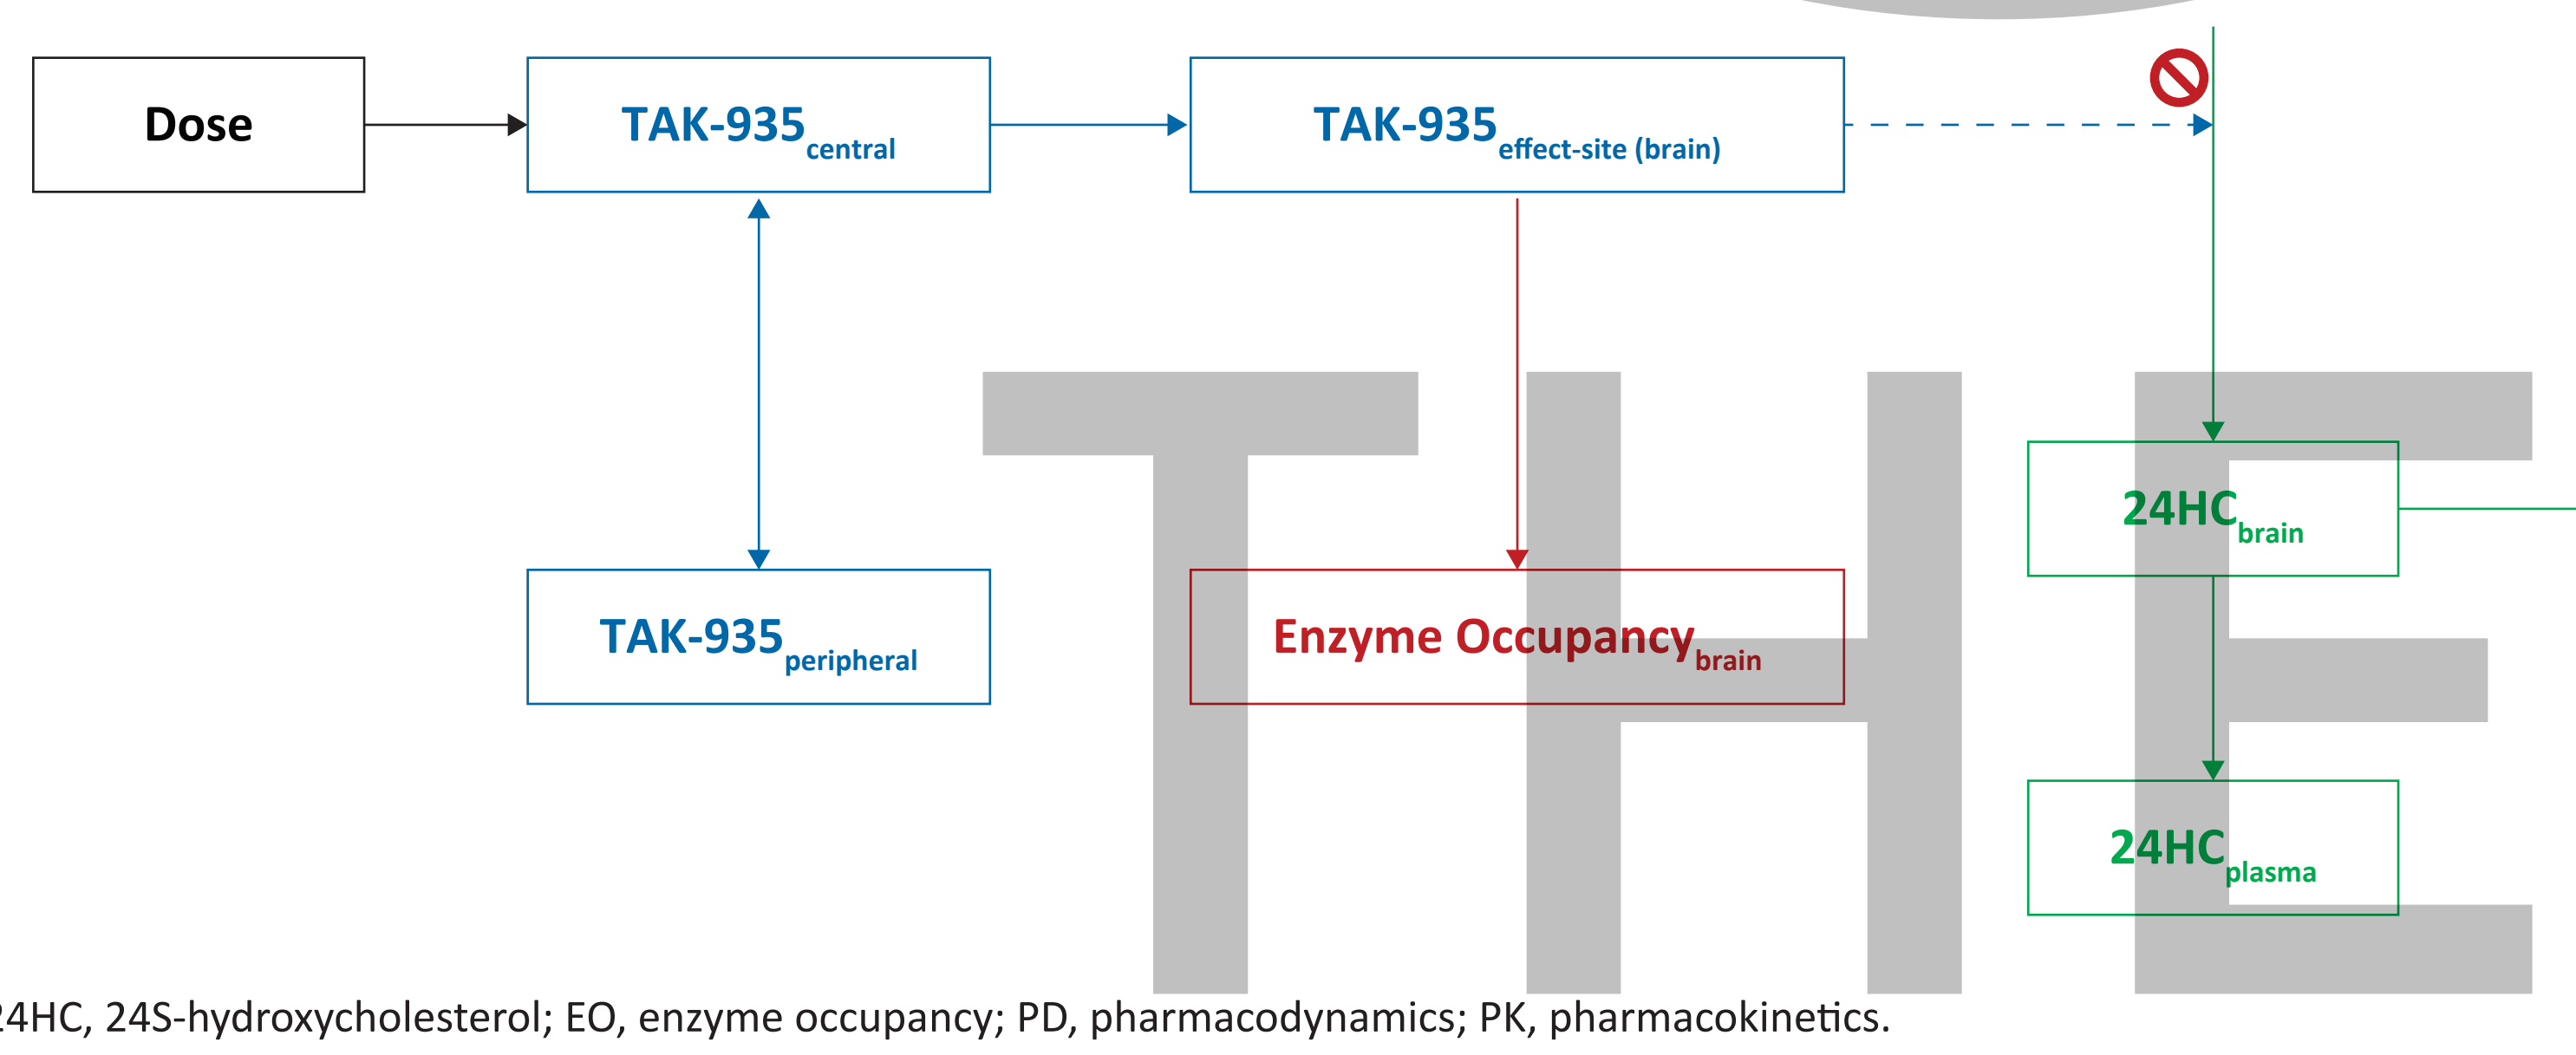 Dose
TAK-935central
TAK-935effect-site (brain)
24HCbrain
TAK-935peripheral
Enzyme Occupancybrain
24HCplasma
THE
24HC, 24S-hydroxycholesterol; EO, enzyme occupancy; PD, pharmacodynamics; PK, pharmacokinetics.